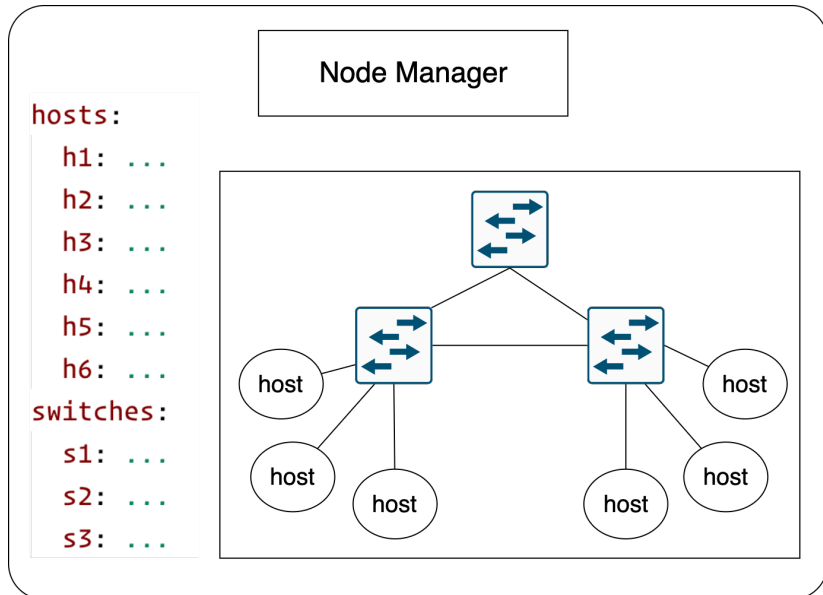 Node Manager
hosts:
h1: ...
h2: ...
h3: ...
h4: ...
h5: ...
h6: ...
switches:
s1: ...
s2: ...
s3: ...
host
host
host
host
host
host